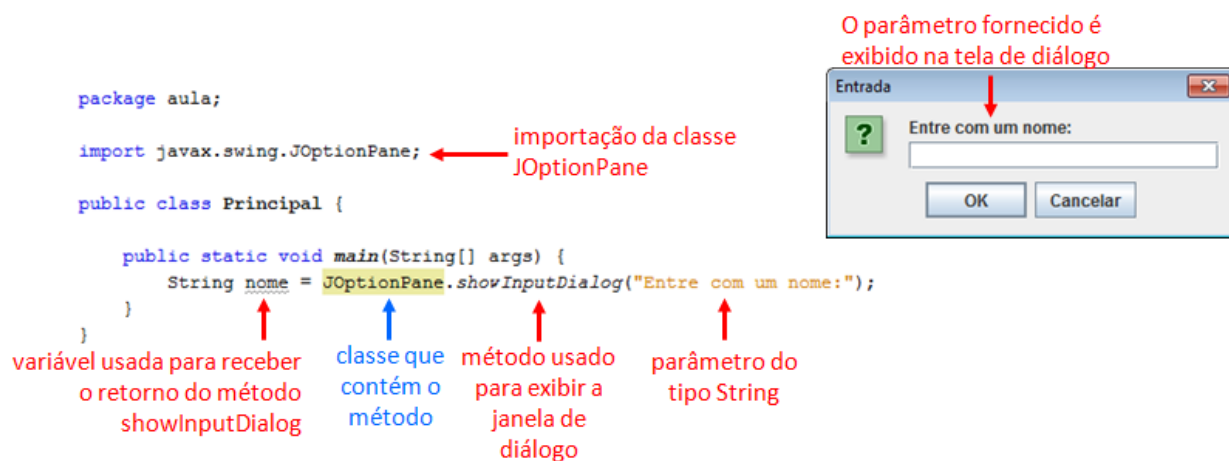 O parâmetro fornecido é
exibido na tela de diálogo
package aula;
import javax.swing.JOptionPane;
importação da classe
JOptionPane
public class Principal {
public static void main(String[] args) {
String nome = JOptionPane.showInputDialog("Entre com um nome:");
}
}
Entrada
Entre com um nome:
OK
Cancelar
variável usada para receber
o retorno do método
showInputDialog
classe que
contém o
método
método usado
para exibir a
janela de
diálogo
parâmetro do
tipo String